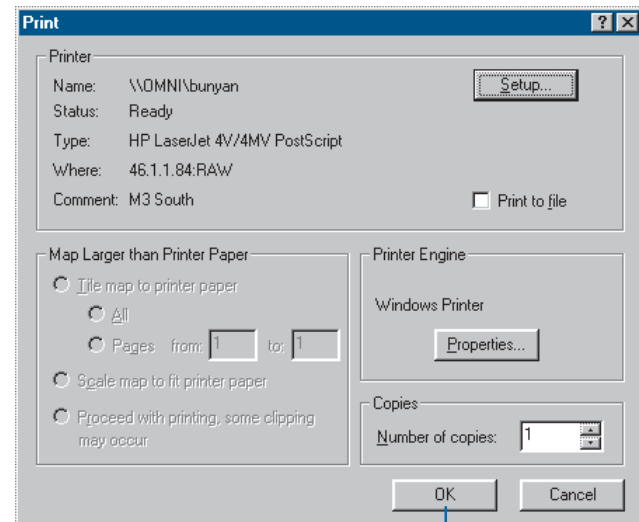 Print
Printer
Name: \\OMNI\bunyan
Setup...
Status: Ready
Type: HP LaserJet 4V/4MV PostScript
Where: 46.1.1.84:RAW
Comment: M3 South
Print to file
Map Larger than Printer Paper
Tile map to printer paper
All
Pages from: 1 to: 1
Scale map to fit printer paper
Proceed with printing, some clipping
may occur
Printer Engine
Windows Printer
Properties...
Copies
Number of copies: 1
OK
Cancel